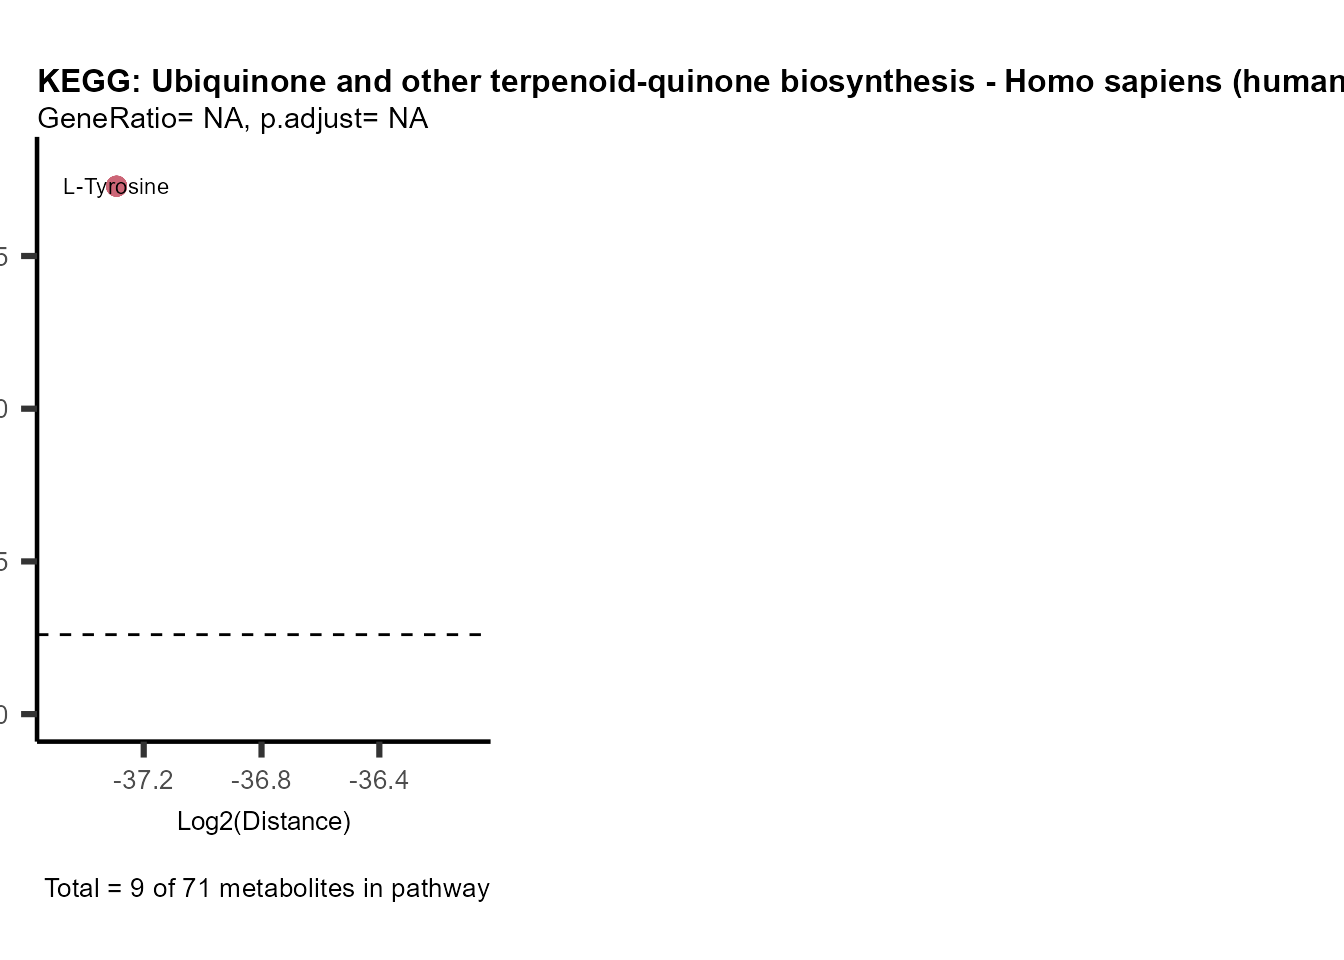 KEGG: Ubiquinone and other terpenoid-quinone biosynthesis - Homo sapiens (human
GeneRatio= NA, p.adjust= NA
L-Tyrosine
5
0
5
0
-37.2 -36.8 -36.4
Log2(Distance)
Total = 9 of 71 metabolites in pathway